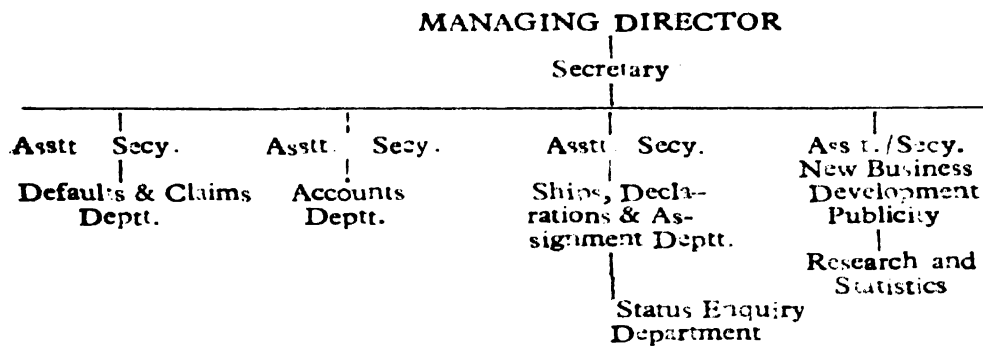 MANAGING DIRECTOR
Secretary
Asstt Secy.
Defaults & Claims
Deptt.
Asstt. Secy.
Accounts
Deptt.
Asstt. Secy.
Ships, Decla-
rations & As-
signment Deptt.
Status Enquiry
Department
Asstt./Secy.
New Business
Development
Publicity
Research and
Statistics